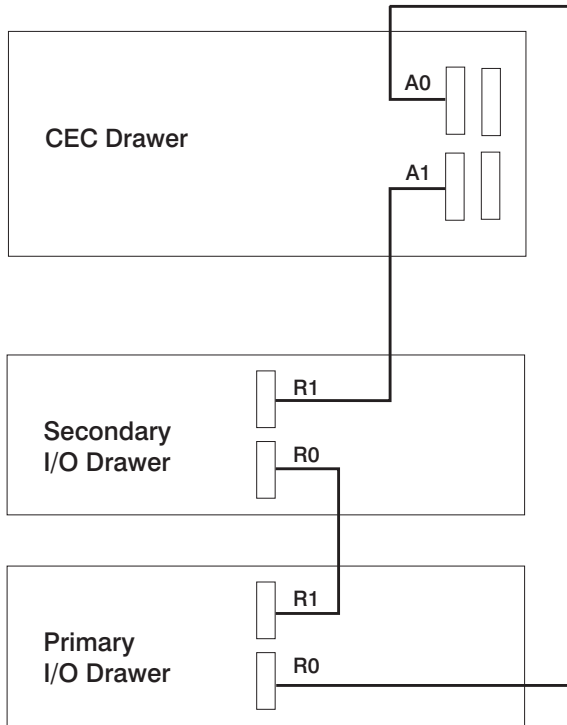 A0
CEC Drawer
A1
R1
Secondary
I/O Drawer
R0
R1
Primary
I/O Drawer
R0